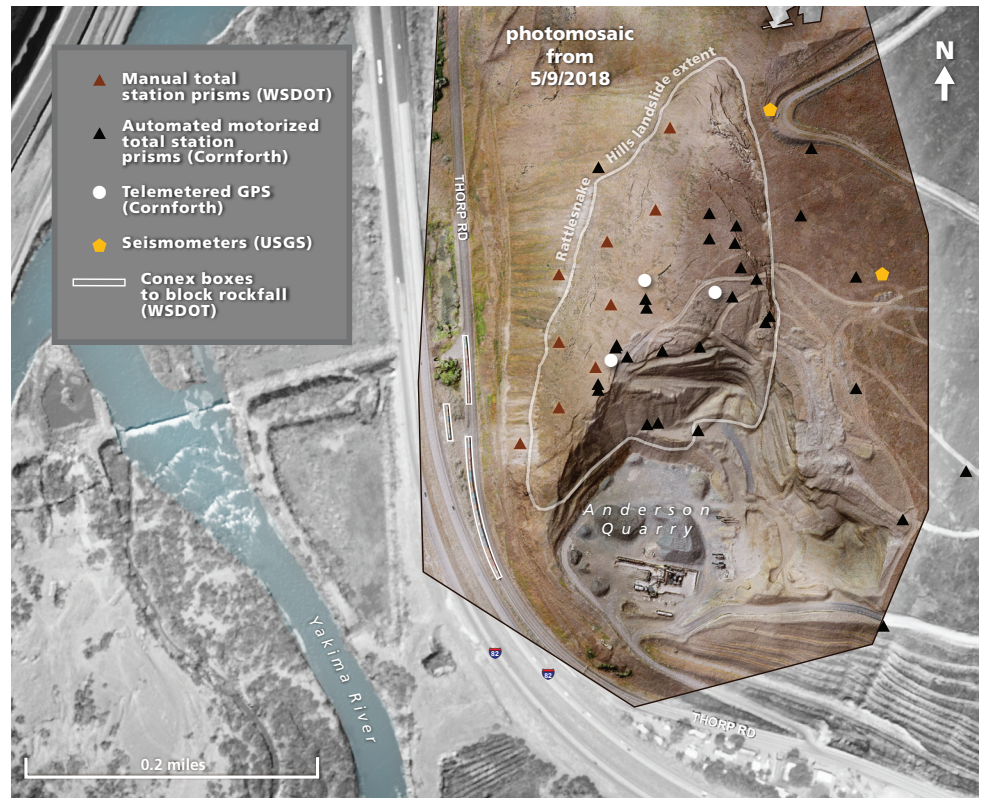 photomosaic
from
5/9/2018
N
Manual total
station prisms (WSDOT)
Automated motorized
total station
prisms (Cornforth)
Telemetered GPS
(Cornforth)
Seismometers (USGS)
Conex boxes
to block rockfall
(WSDOT)
THORP RD
Rattlesnake Hills landslide extent
Anderson
Quarry
Yakima River
82
82
THORP RD
0.2 miles